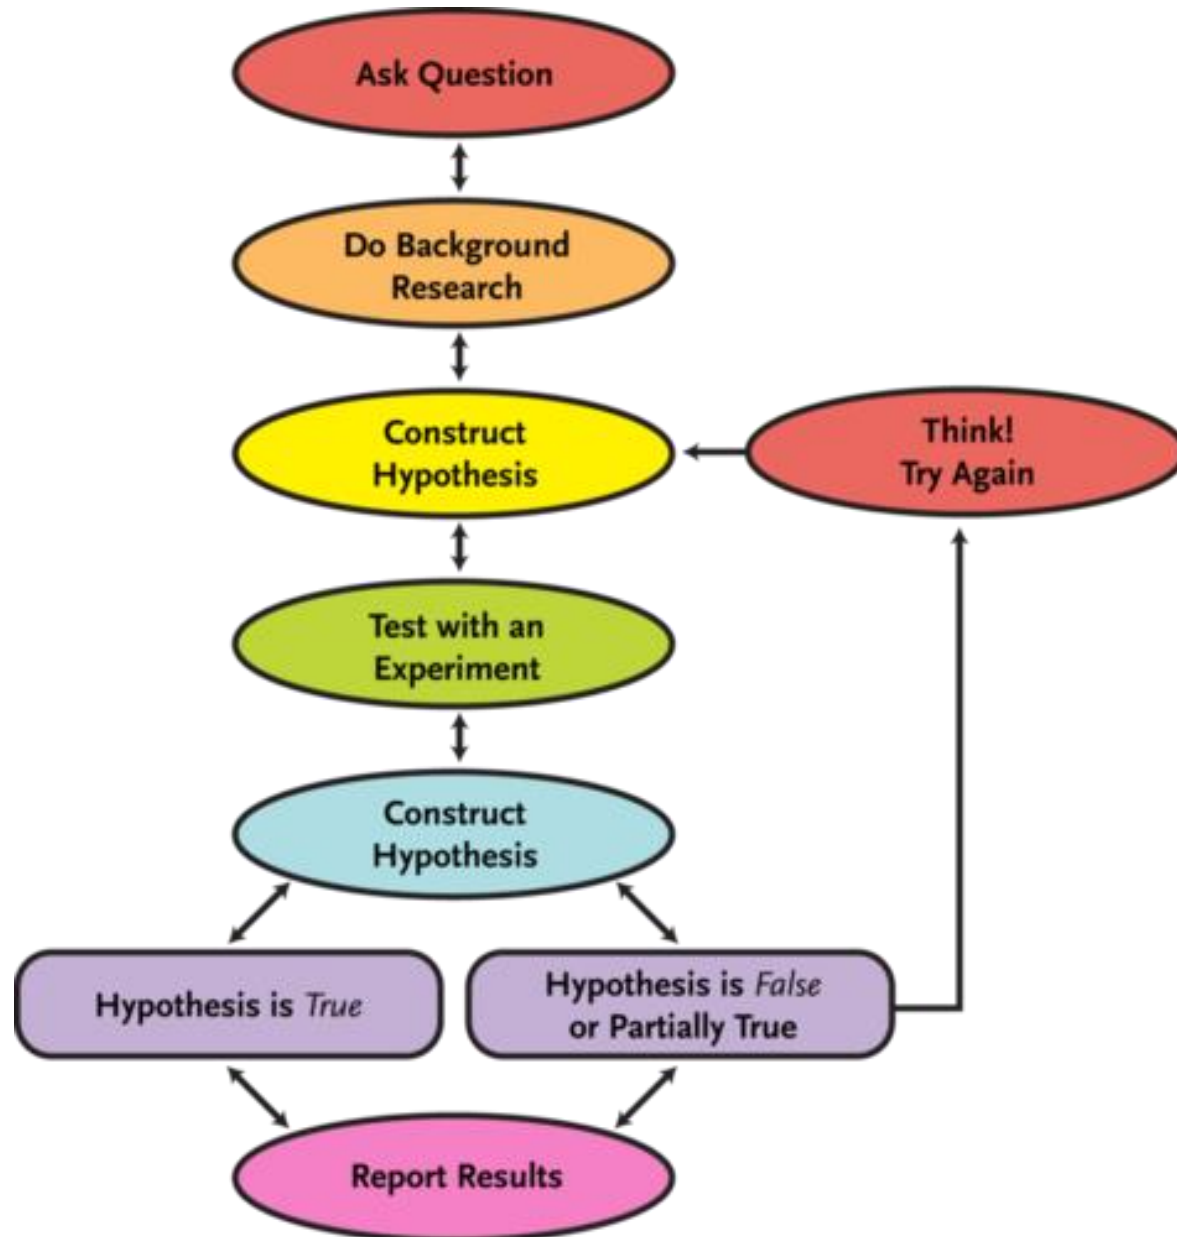 Ask Question
Do Background
Research
Construct
Hypothesis
Think!
Try Again
Test with an
Experiment
Construct
Hypothesis
Hypothesis is True
Hypothesis is False
or Partially True
Report Results